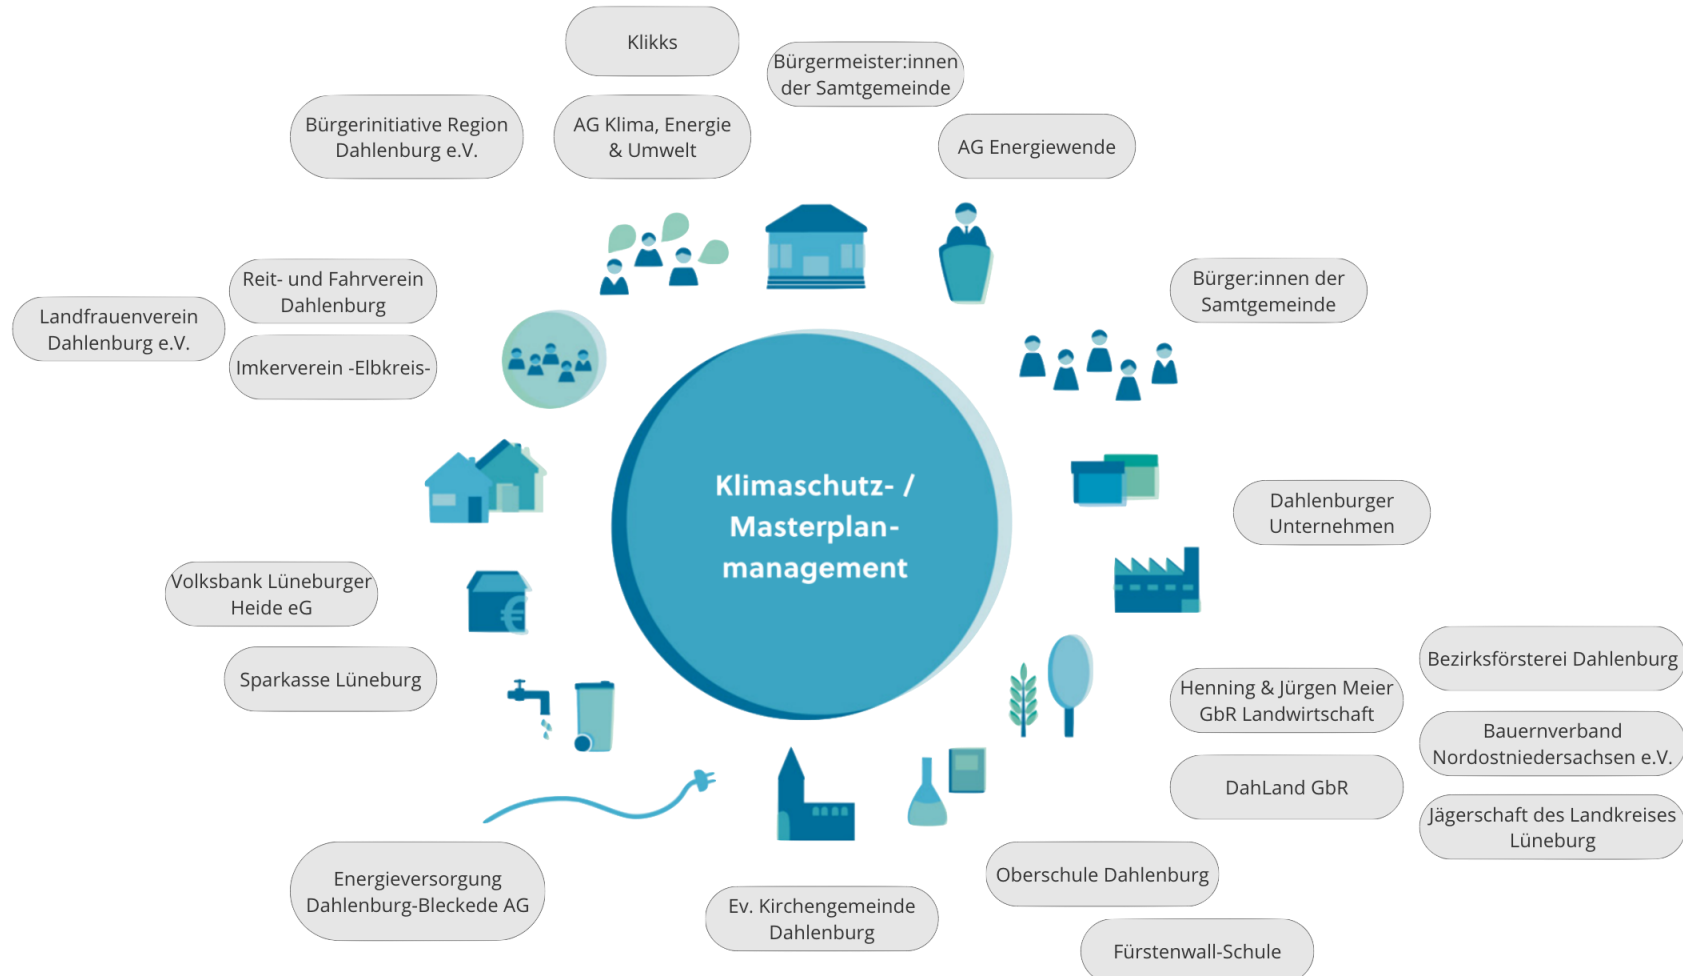 Klikks
Bürgermeister:innen
der Samtgemeinde
Bürgerinitiative Region
Dahlenburg e.V.
AG Klima, Energie
& Umwelt
AG Energiewende
Reit- und Fahrverein
Dahlenburg
Landfrauenverein
Dahlenburg e.V.
Imkerverein -Elbkreis-
Bürger:innen der
Samtgemeinde
Klimaschutz- /
Masterplan-
management
Dahlenburger
Unternehmen
Volksbank Lüneburger
Heide eG
Sparkasse Lüneburg
€
Bezirksförsterei Dahlenburg
Henning & Jürgen Meier
GbR Landwirtschaft
Bauernverband
Nordostniedersachsen e.V.
DahLand GbR
Jägerschaft des Landkreises
Lüneburg
Energieversorgung
Dahlenburg-Bleckede AG
Ev. Kirchengemeinde
Dahlenburg
Oberschule Dahlenburg
Fürstenwall-Schule